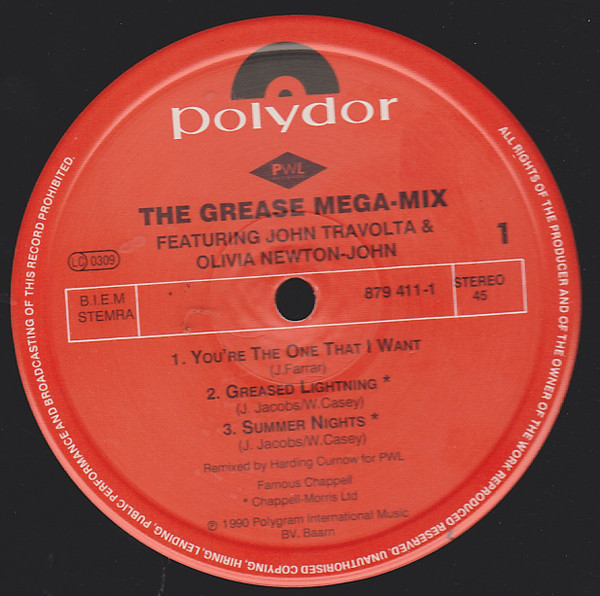 polydor
PWL
THE GREASE MEGA-MIX
FEATURING JOHN TRAVOLTA &
OLIVIA NEWTON-JOHN
1
LC 0309
B.I.E.M
STEMRA
879 411-1
STEREO
45
1. YOU'RE THE ONE THAT I WANT
(J.Farrar)
2. GREASED LIGHTNING *
(J. Jacobs/W.Casey)
3. SUMMER NIGHTS *
(J. Jacobs/W.Casey)
Remixed by Harding Curnow for PWL
Famous Chappell
* Chappell-Morris Ltd
℗ 1990 Polygram International Music
BV. Baarn
ALL RIGHTS OF THE PRODUCER AND OF THE OWNER OF THE WORK REPRODUCED RESERVED. UNAUTHORISED COPYING, HIRING, LENDING, PUBLIC PERFORMANCE AND BROADCASTING OF THIS RECORD PROHIBITED.